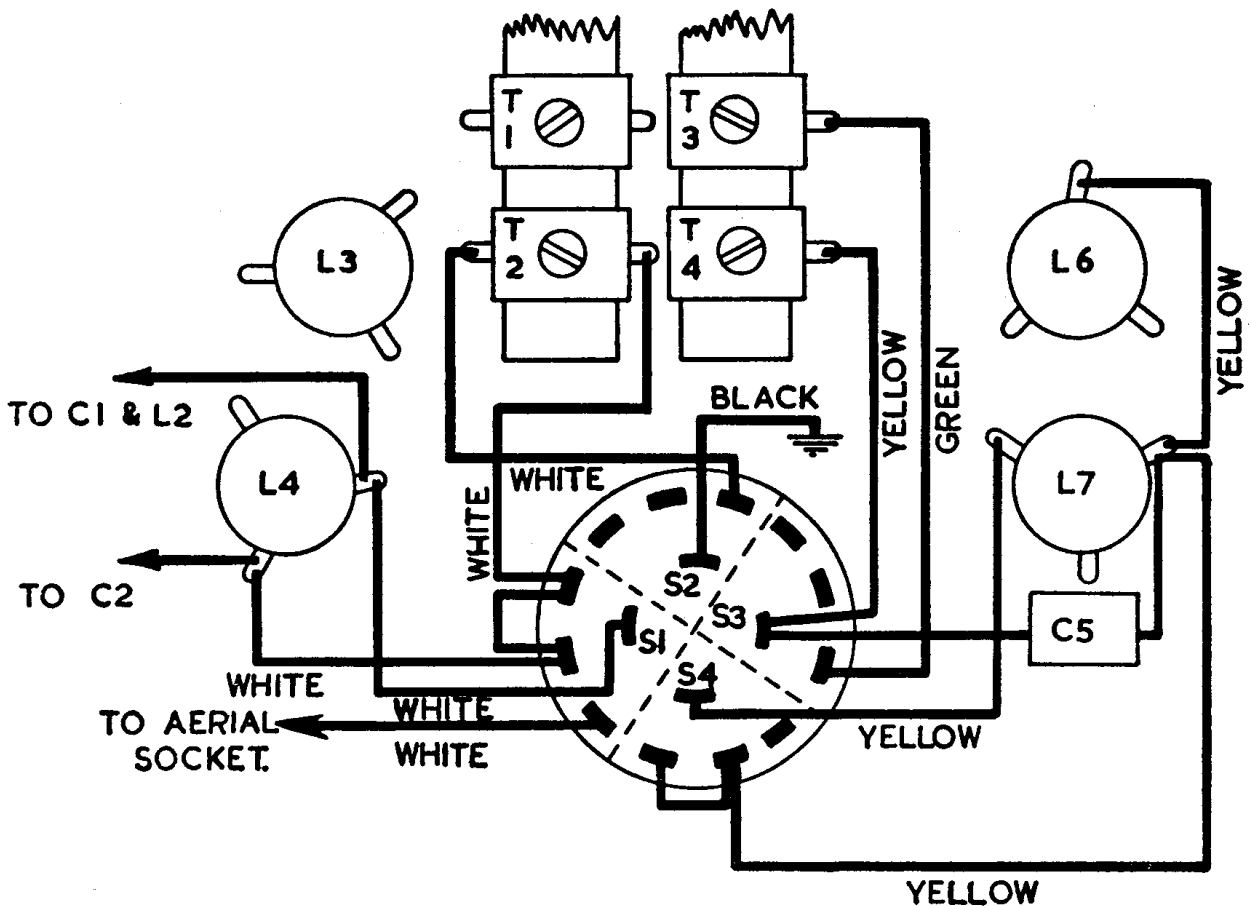 T
1
T
3
T
2
T
4
L3
L6
YELLOW
YELLOW
GREEN
BLACK
TO C1 & L2
L4
WHITE
WHITE
L7
TO C2
S2
S3
S1
S4
C5
WHITE
WHITE
TO AERIAL
SOCKET.
WHITE
YELLOW
YELLOW